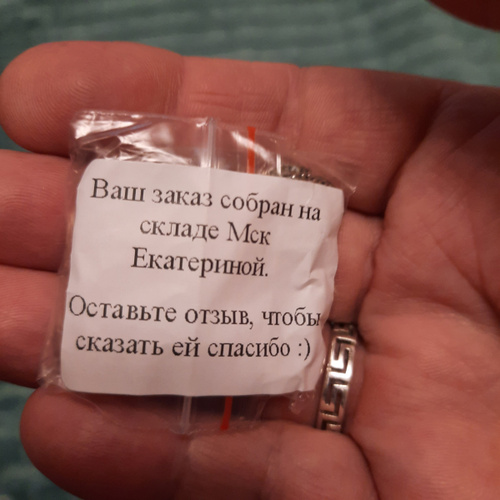 Ваш заказ собран на
складе Мск
Екатериной.
Оставьте отзыв, чтобы
сказать ей спасибо :)